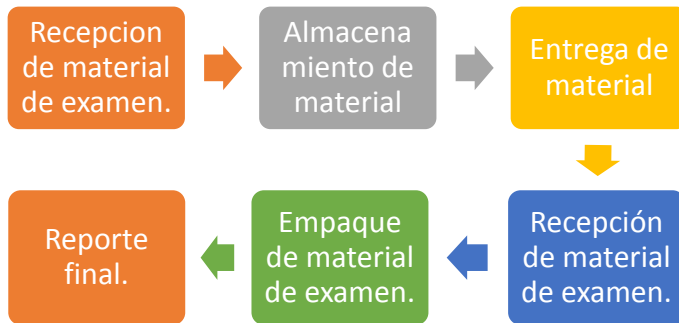 Recepcion
de material
de examen.
Almacena
miento de
material
Entrega de
material
Recepción
de material
de examen.
Empaque
de material
de examen.
Reporte
final.